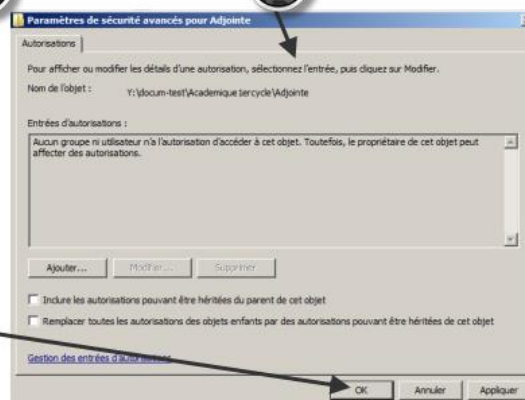 Paramètres de sécurité avancés pour Adjointe
Autorisations
Pour afficher ou modifier les détails d'une autorisation, sélectionnez l'entrée, puis cliquez sur Modifier.
Nom de l'objet :
Y:\docum-test\Academique 1ercycle\Adjointe
Entrées d'autorisations :
Aucun groupe ni utilisateur n'a l'autorisation d'accéder à cet objet. Toutefois, le propriétaire de cet objet peut
affecter des autorisations.
Ajouter... Modifier... Supprimer
Inclure les autorisations pouvant être héritées du parent de cet objet
Remplacer toutes les autorisations des objets enfants par des autorisations pouvant être héritées de cet objet
Gestion des entrées d'autorisations
OK Annuler Appliquer